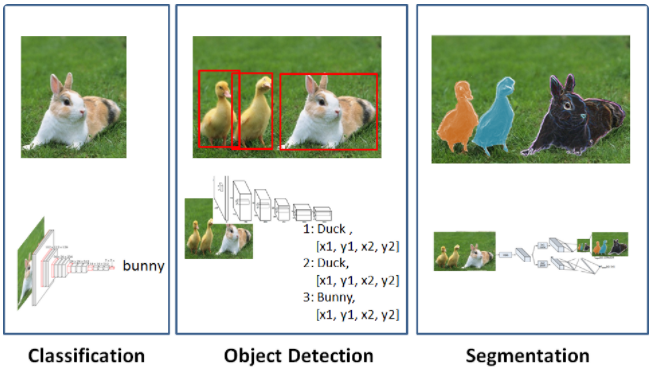 bunny
1: Duck ,
[x1, y1, x2, y2]
2: Duck,
[x1, y1, x2, y2]
3: Bunny,
[x1, y1, x2, y2]
Classification
Object Detection
Segmentation